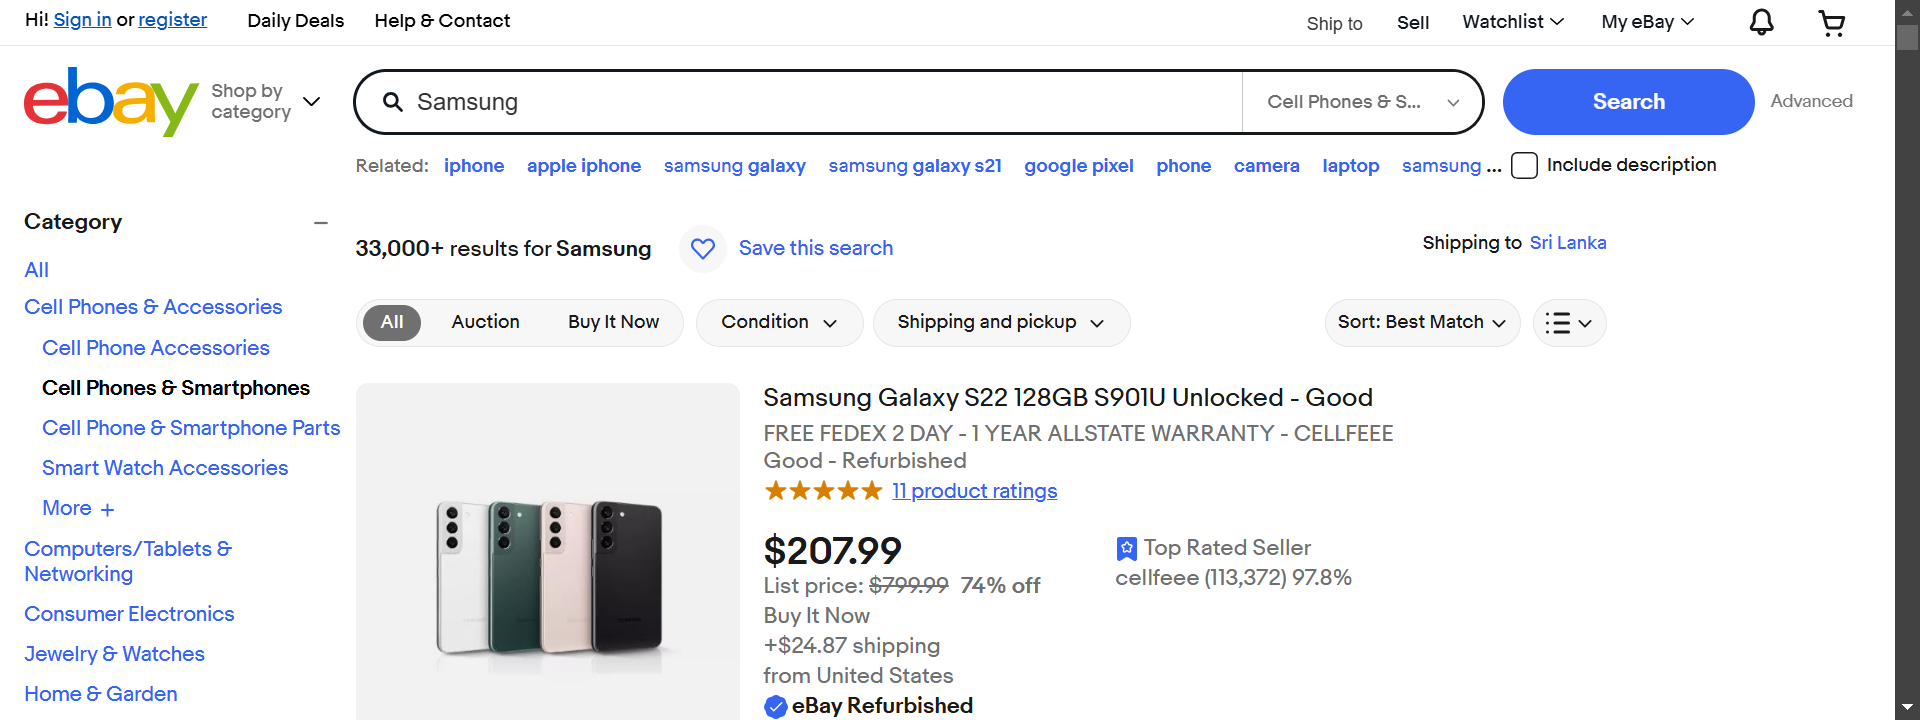 Hi! Sign in or register
Daily Deals
Help & Contact
Ship to
Sell
Watchlist
My eBay
ebay
Shop by
category
Samsung
Cell Phones & S...
Search
Advanced
Related: iphone apple iphone samsung galaxy samsung galaxy s21 google pixel phone camera laptop samsung ...
Include description
Category
All
Cell Phones & Accessories
Cell Phone Accessories
Cell Phones & Smartphones
Cell Phone & Smartphone Parts
Smart Watch Accessories
More +
Computers/Tablets &
Networking
Consumer Electronics
Jewelry & Watches
Home & Garden
33,000+ results for Samsung
Save this search
Shipping to Sri Lanka
All
Auction
Buy It Now
Condition
Shipping and pickup
Sort: Best Match
Samsung Galaxy S22 128GB S901U Unlocked - Good
FREE FEDEX 2 DAY - 1 YEAR ALLSTATE WARRANTY - CELLFEEE
Good - Refurbished
11 product ratings
$207.99
List price: $799.99 74% off
Buy It Now
+$24.87 shipping
from United States
eBay Refurbished
Top Rated Seller
cellfeee (113,372) 97.8%